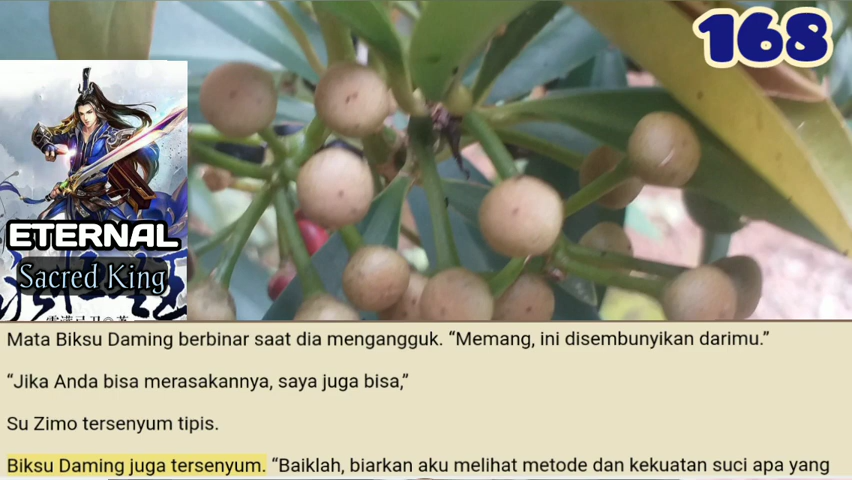 168
ETERNAL
Sacred King
Mata Biksu Daming berbinar saat dia mengangguk. “Memang, ini disembunyikan darimu.”
“Jika Anda bisa merasakannya, saya juga bisa,”
Su Zimo tersenyum tipis.
Biksu Daming juga tersenyum. “Baiklah, biarkan aku melihat metode dan kekuatan suci apa yang